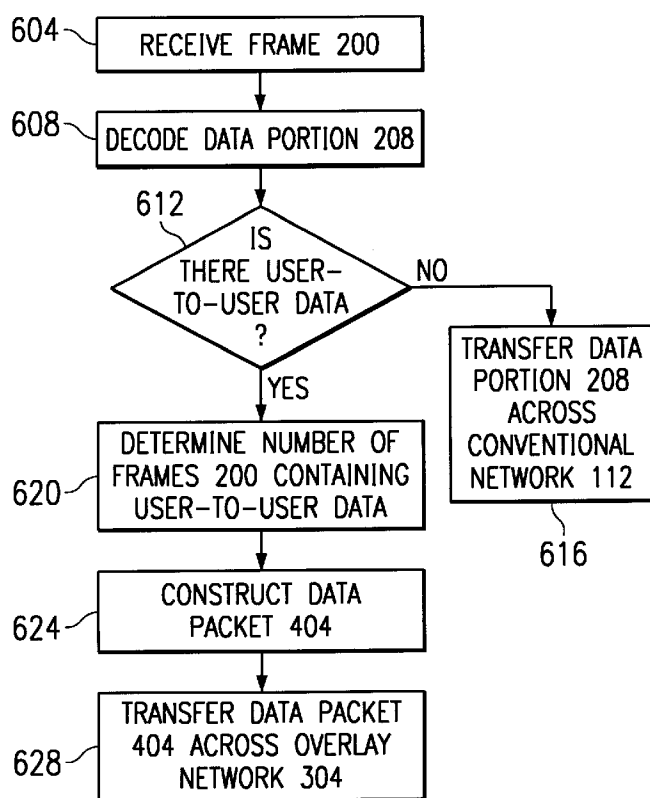 604
RECEIVE FRAME 200
608
DECODE DATA PORTION 208
612
IS
THERE USER-
TO-USER DATA
?
NO
YES
TRANSFER DATA
PORTION 208
ACROSS
CONVENTIONAL
NETWORK 112
616
620
DETERMINE NUMBER OF
FRAMES 200 CONTAINING
USER-TO-USER DATA
624
CONSTRUCT DATA
PACKET 404
628
TRANSFER DATA PACKET
404 ACROSS OVERLAY
NETWORK 304